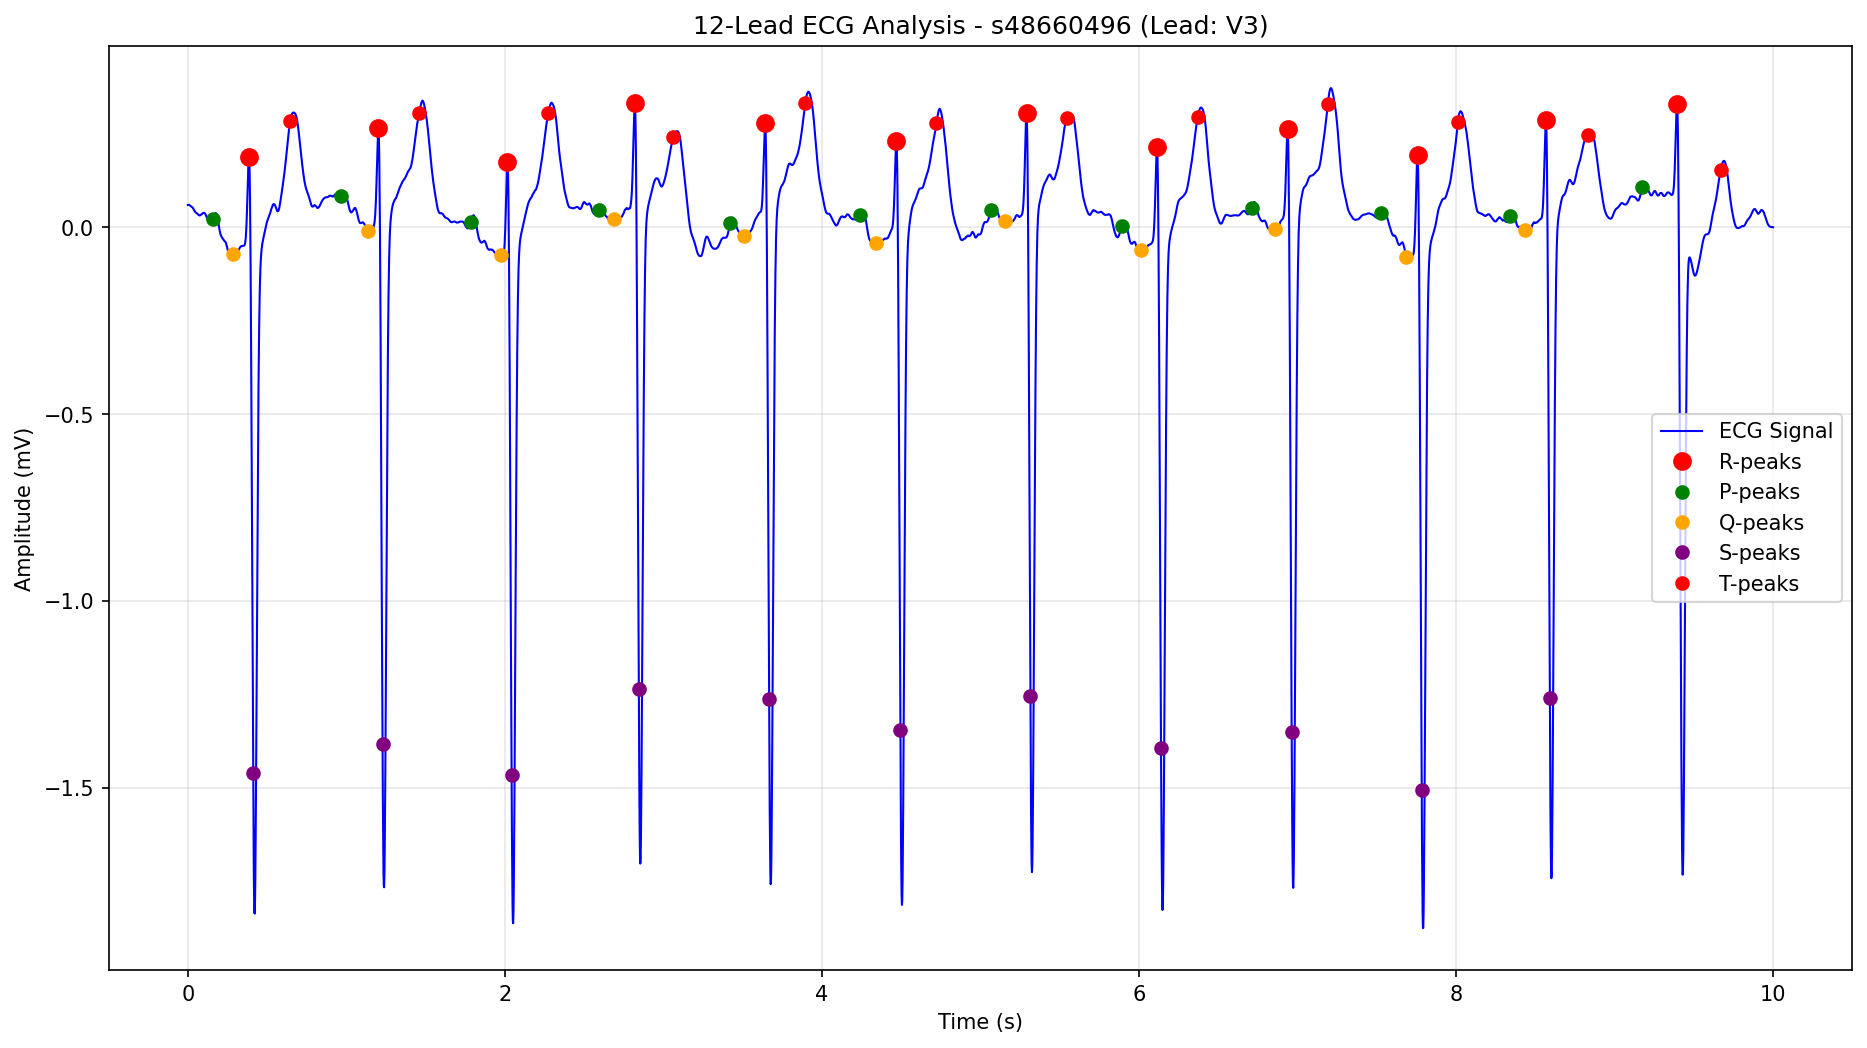 12-Lead ECG Analysis - s48660496 (Lead: V3)
Amplitude (mV)
0.0
−0.5
−1.0
−1.5
ECG Signal
R-peaks
P-peaks
Q-peaks
S-peaks
T-peaks
0 2 4 6 8 10
Time (s)